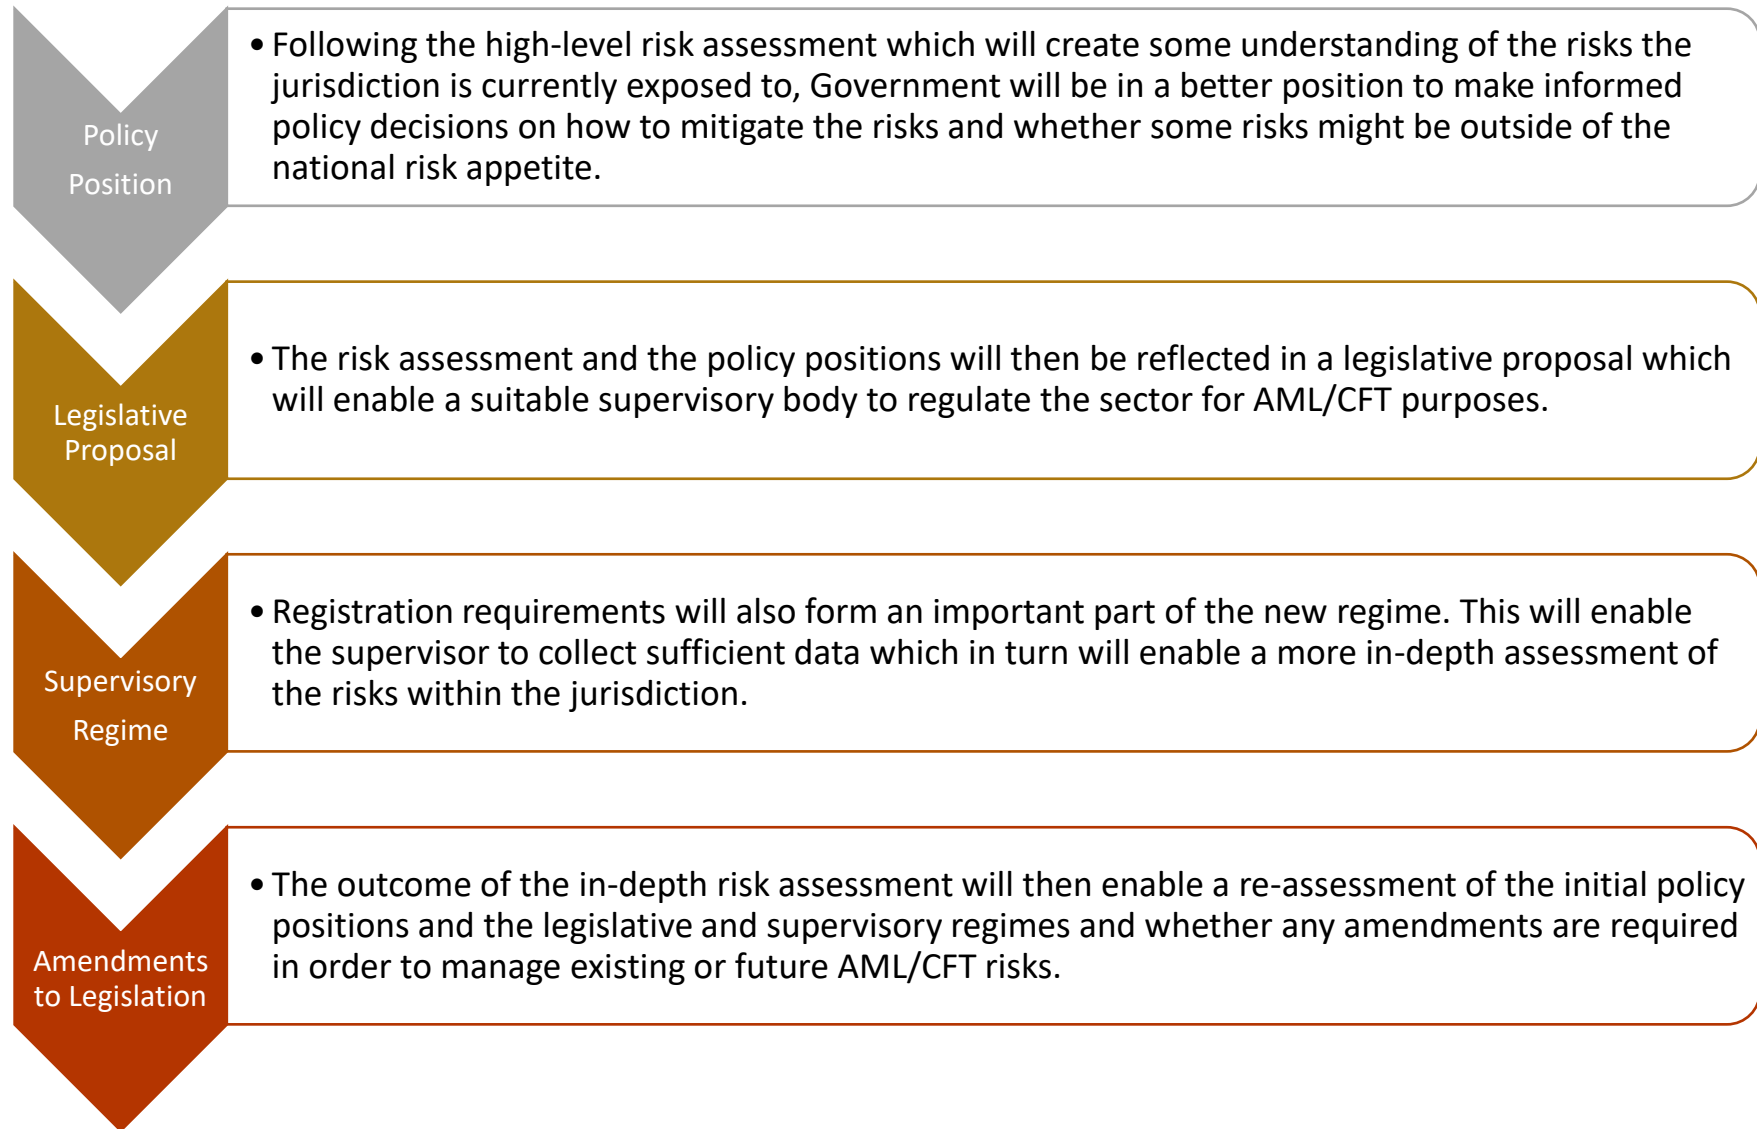 Policy
Position
• Following the high-level risk assessment which will create some understanding of the risks the
jurisdiction is currently exposed to, Government will be in a better position to make informed
policy decisions on how to mitigate the risks and whether some risks might be outside of the
national risk appetite.
Legislative
Proposal
• The risk assessment and the policy positions will then be reflected in a legislative proposal which
will enable a suitable supervisory body to regulate the sector for AML/CFT purposes.
Supervisory
Regime
• Registration requirements will also form an important part of the new regime. This will enable
the supervisor to collect sufficient data which in turn will enable a more in-depth assessment of
the risks within the jurisdiction.
Amendments
to Legislation
• The outcome of the in-depth risk assessment will then enable a re-assessment of the initial policy
positions and the legislative and supervisory regimes and whether any amendments are required
in order to manage existing or future AML/CFT risks.